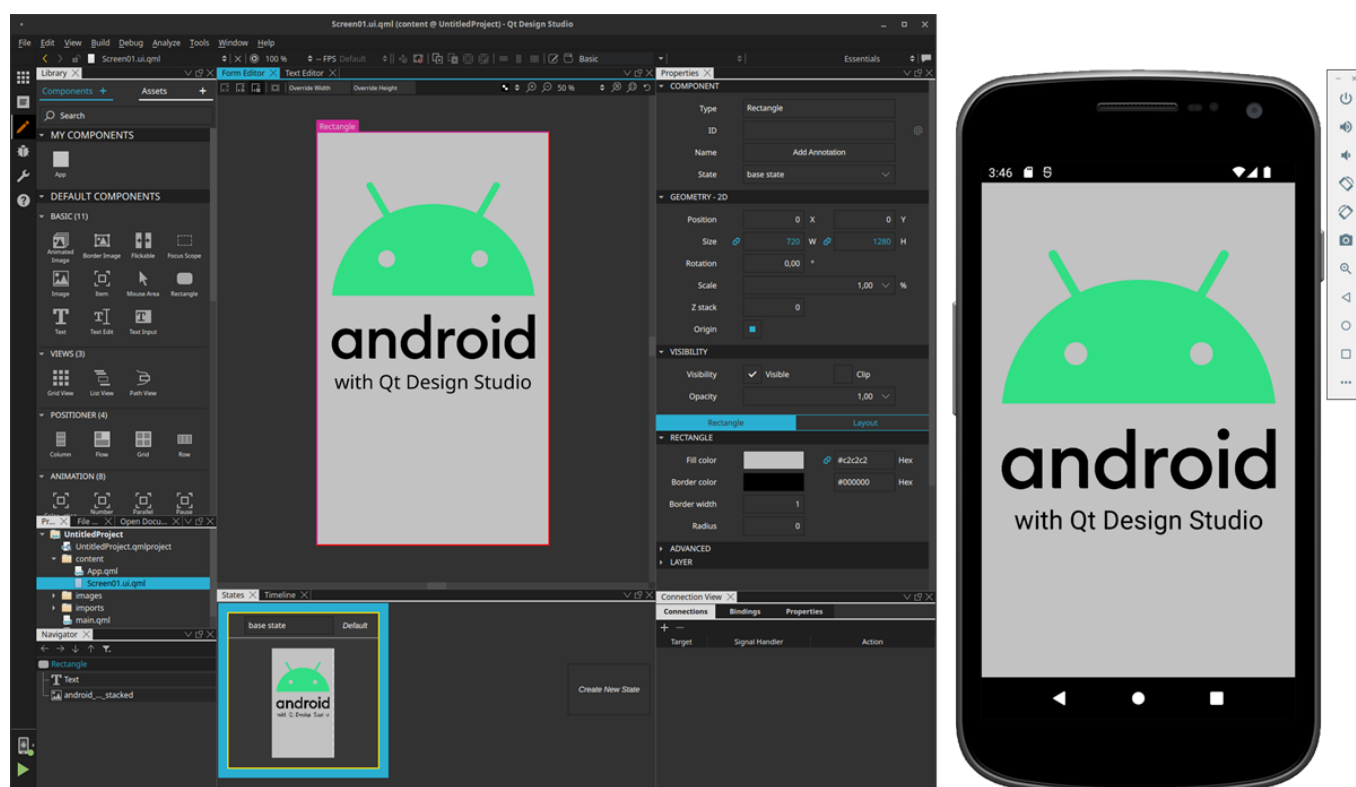 Screen01.ui.qml (content @ UntitledProject) - Qt Design Studio
File Edit View Build Debug Analyze Tools Window Help
Screen01.ui.qml 100 % – FPS Default Basic Essentials
Library
Components + Assets +
Search
MY COMPONENTS
App
DEFAULT COMPONENTS
BASIC (11)
Animated Image Border Image Flickable Focus Scope
Image Item Mouse Area Rectangle
Text Text Edit Text Input
VIEWS (3)
Grid View List View Path View
POSITIONER (4)
Column Flow Grid Row
ANIMATION (8)
Number Parallel Pause
Pr... File ... Open Docu...
UntitledProject
UntitledProject.qmlproject
content
App.qml
Screen01.ui.qml
images
imports
main.qml
Navigator
Rectangle
Text
android_..._stacked
Form Editor Text Editor
Override Width Override Height 50 %
Rectangle
android
with Qt Design Studio
States Timeline
base state Default
android
Create New State
Properties
COMPONENT
Type Rectangle
ID
Name Add Annotation
State base state
GEOMETRY - 2D
Position 0 X 0 Y
Size 720 W 1280 H
Rotation 0,00 °
Scale 1,00 %
Z stack 0
Origin
VISIBILITY
Visibility Visible Clip
Opacity 1,00
Rectangle Layout
RECTANGLE
Fill color #c2c2c2 Hex
Border color #000000 Hex
Border width 1
Radius 0
ADVANCED
LAYER
Connection View
Connections Bindings Properties
+ −
Target Signal Handler Action
3:46
android
with Qt Design Studio